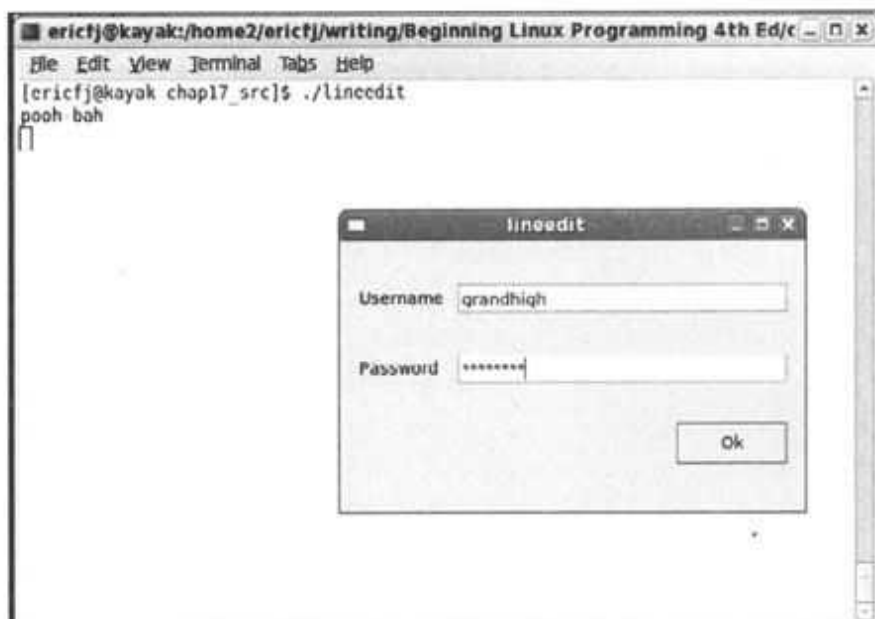 ericfj@kayak:/home2/ericfj/writing/Beginning Linux Programming 4th Ed/c
File Edit View Terminal Tabs Help
[ericfj@kayak chap17_src]$ ./lineedit
pooh bah
lineedit
Username grandhigh
Password ********
Ok